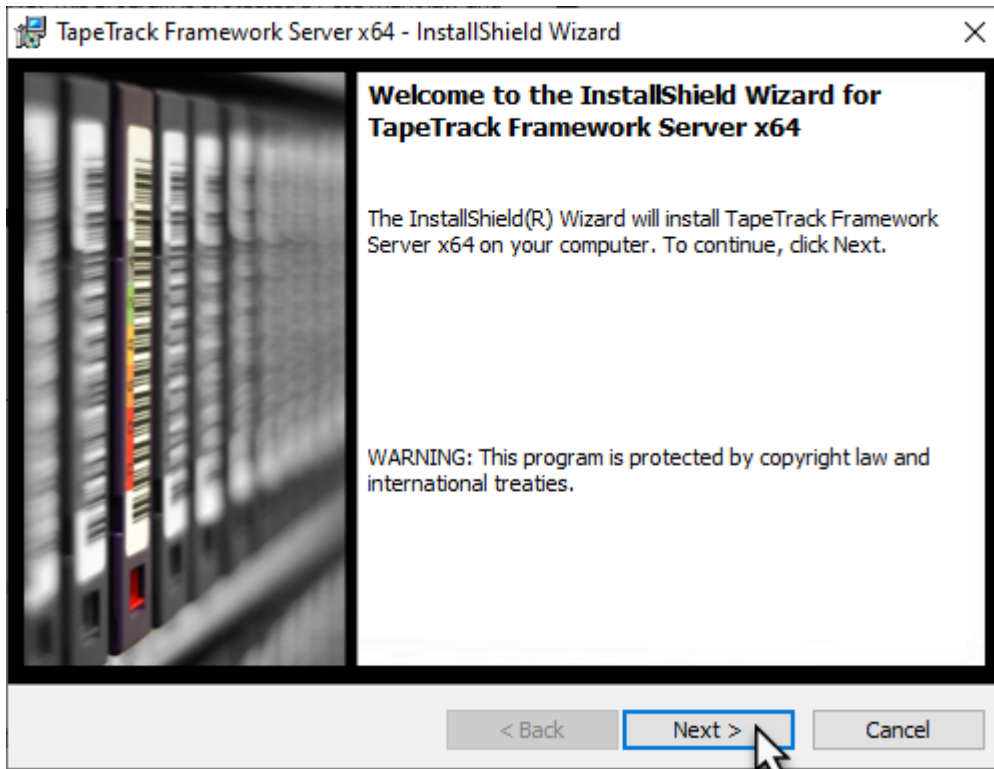 TapeTrack Framework Server x64 - InstallShield Wizard
Welcome to the InstallShield Wizard for
TapeTrack Framework Server x64
The InstallShield(R) Wizard will install TapeTrack Framework
Server x64 on your computer. To continue, click Next.
WARNING: This program is protected by copyright law and
international treaties.
< Back
Next >
Cancel